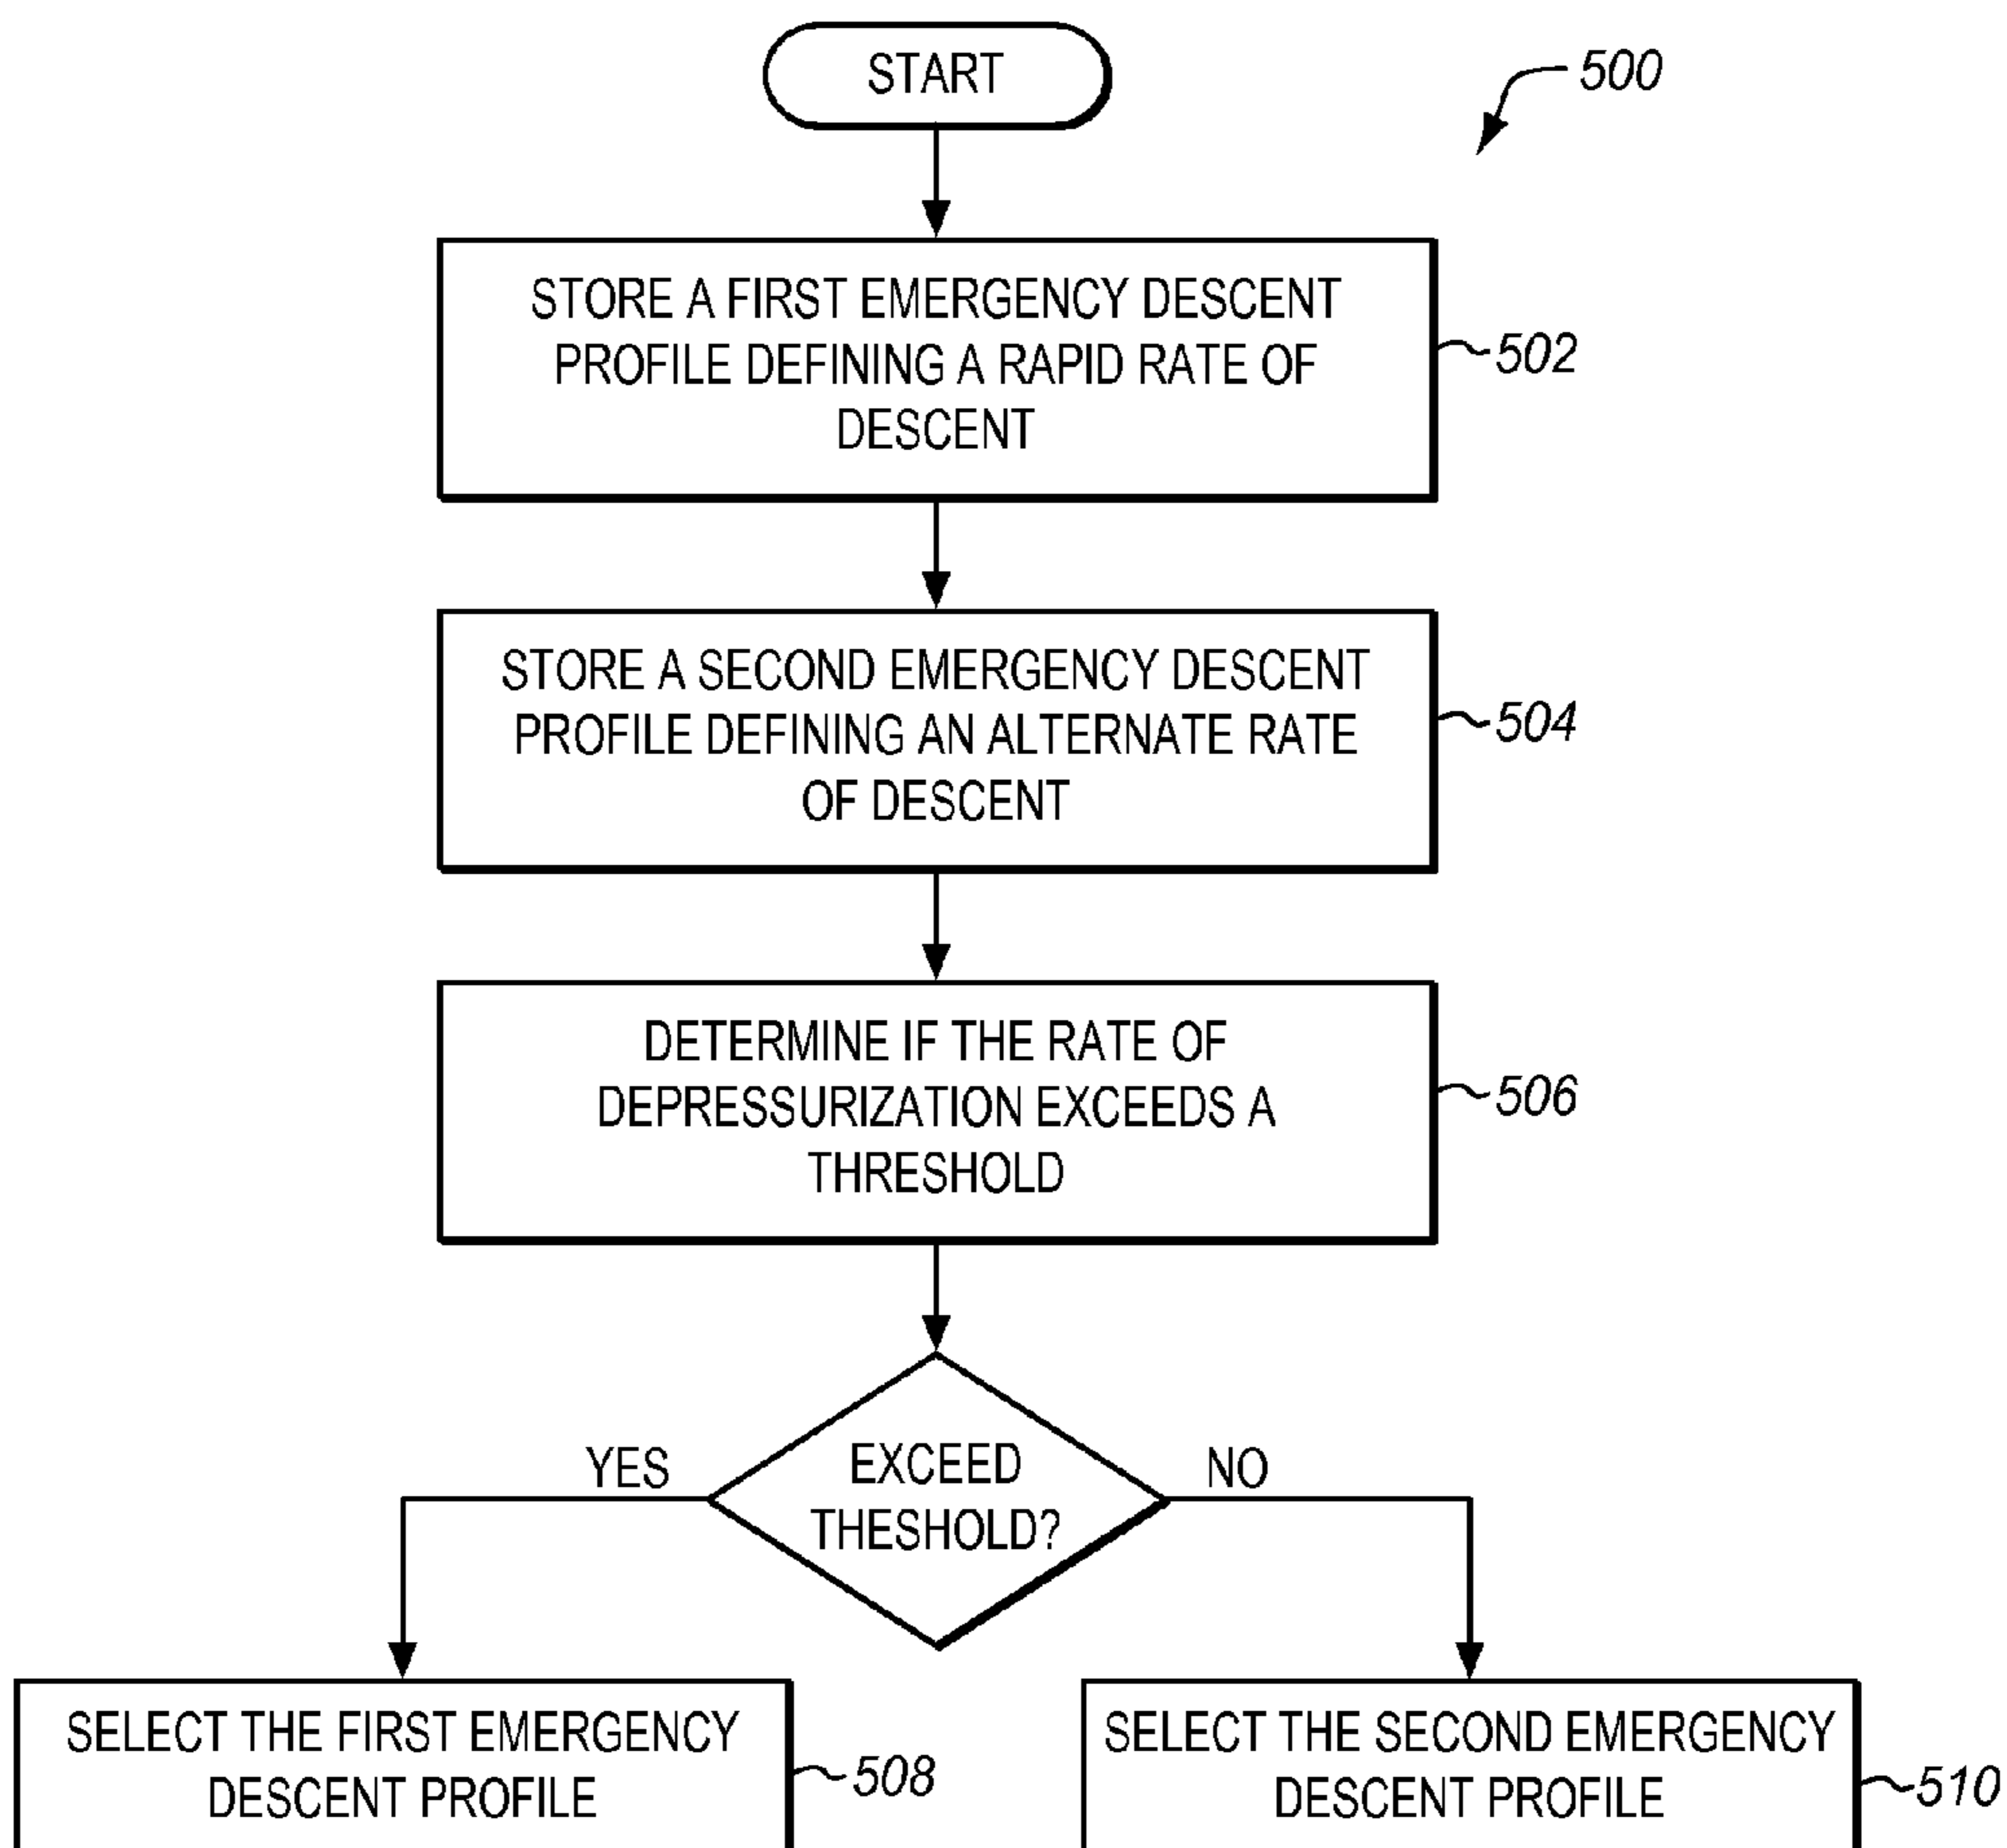 START
500
STORE A FIRST EMERGENCY DESCENT
PROFILE DEFINING A RAPID RATE OF
DESCENT
502
STORE A SECOND EMERGENCY DESCENT
PROFILE DEFINING AN ALTERNATE RATE
OF DESCENT
504
DETERMINE IF THE RATE OF
DEPRESSURIZATION EXCEEDS A
THRESHOLD
506
YES
EXCEED
THESHOLD?
NO
SELECT THE FIRST EMERGENCY
DESCENT PROFILE
508
SELECT THE SECOND EMERGENCY
DESCENT PROFILE
510